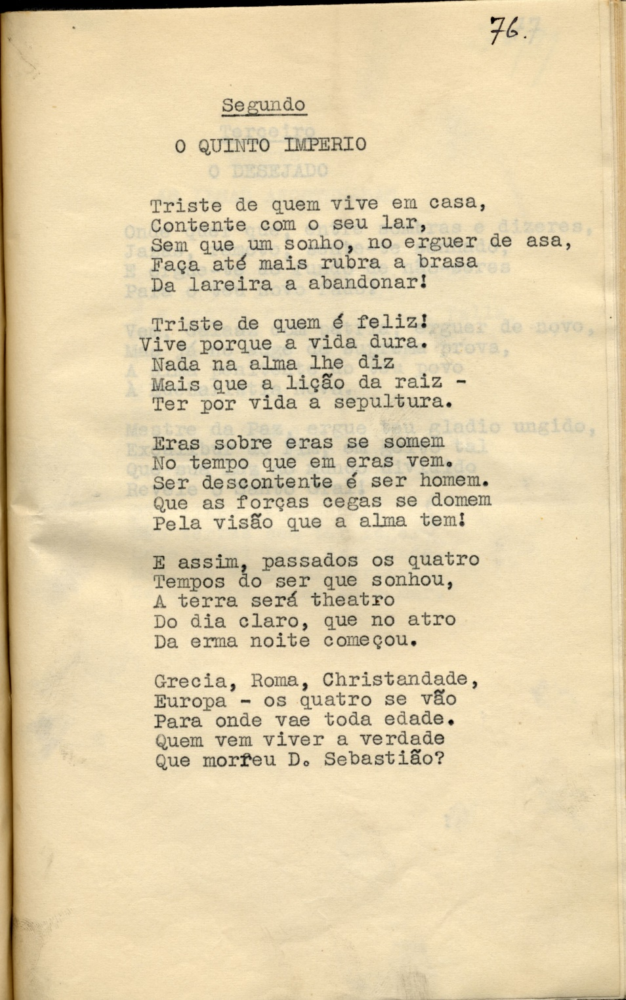 76.
Segundo
O QUINTO IMPERIO
Triste de quem vive em casa,
Contente com o seu lar,
Sem que um sonho, no erguer de asa,
Faça até mais rubra a brasa
Da lareira a abandonar!
Triste de quem é feliz!
Vive porque a vida dura.
Nada na alma lhe diz
Mais que a lição da raiz -
Ter por vida a sepultura.
Eras sobre eras se somem
No tempo que em eras vem.
Ser descontente é ser homem.
Que as forças cegas se domem
Pela visão que a alma tem!
E assim, passados os quatro
Tempos do ser que sonhou,
A terra será theatro
Do dia claro, que no atro
Da erma noite começou.
Grecia, Roma, Christandade,
Europa - os quatro se vão
Para onde vae toda edade.
Quem vem viver a verdade
Que morreu D. Sebastião?